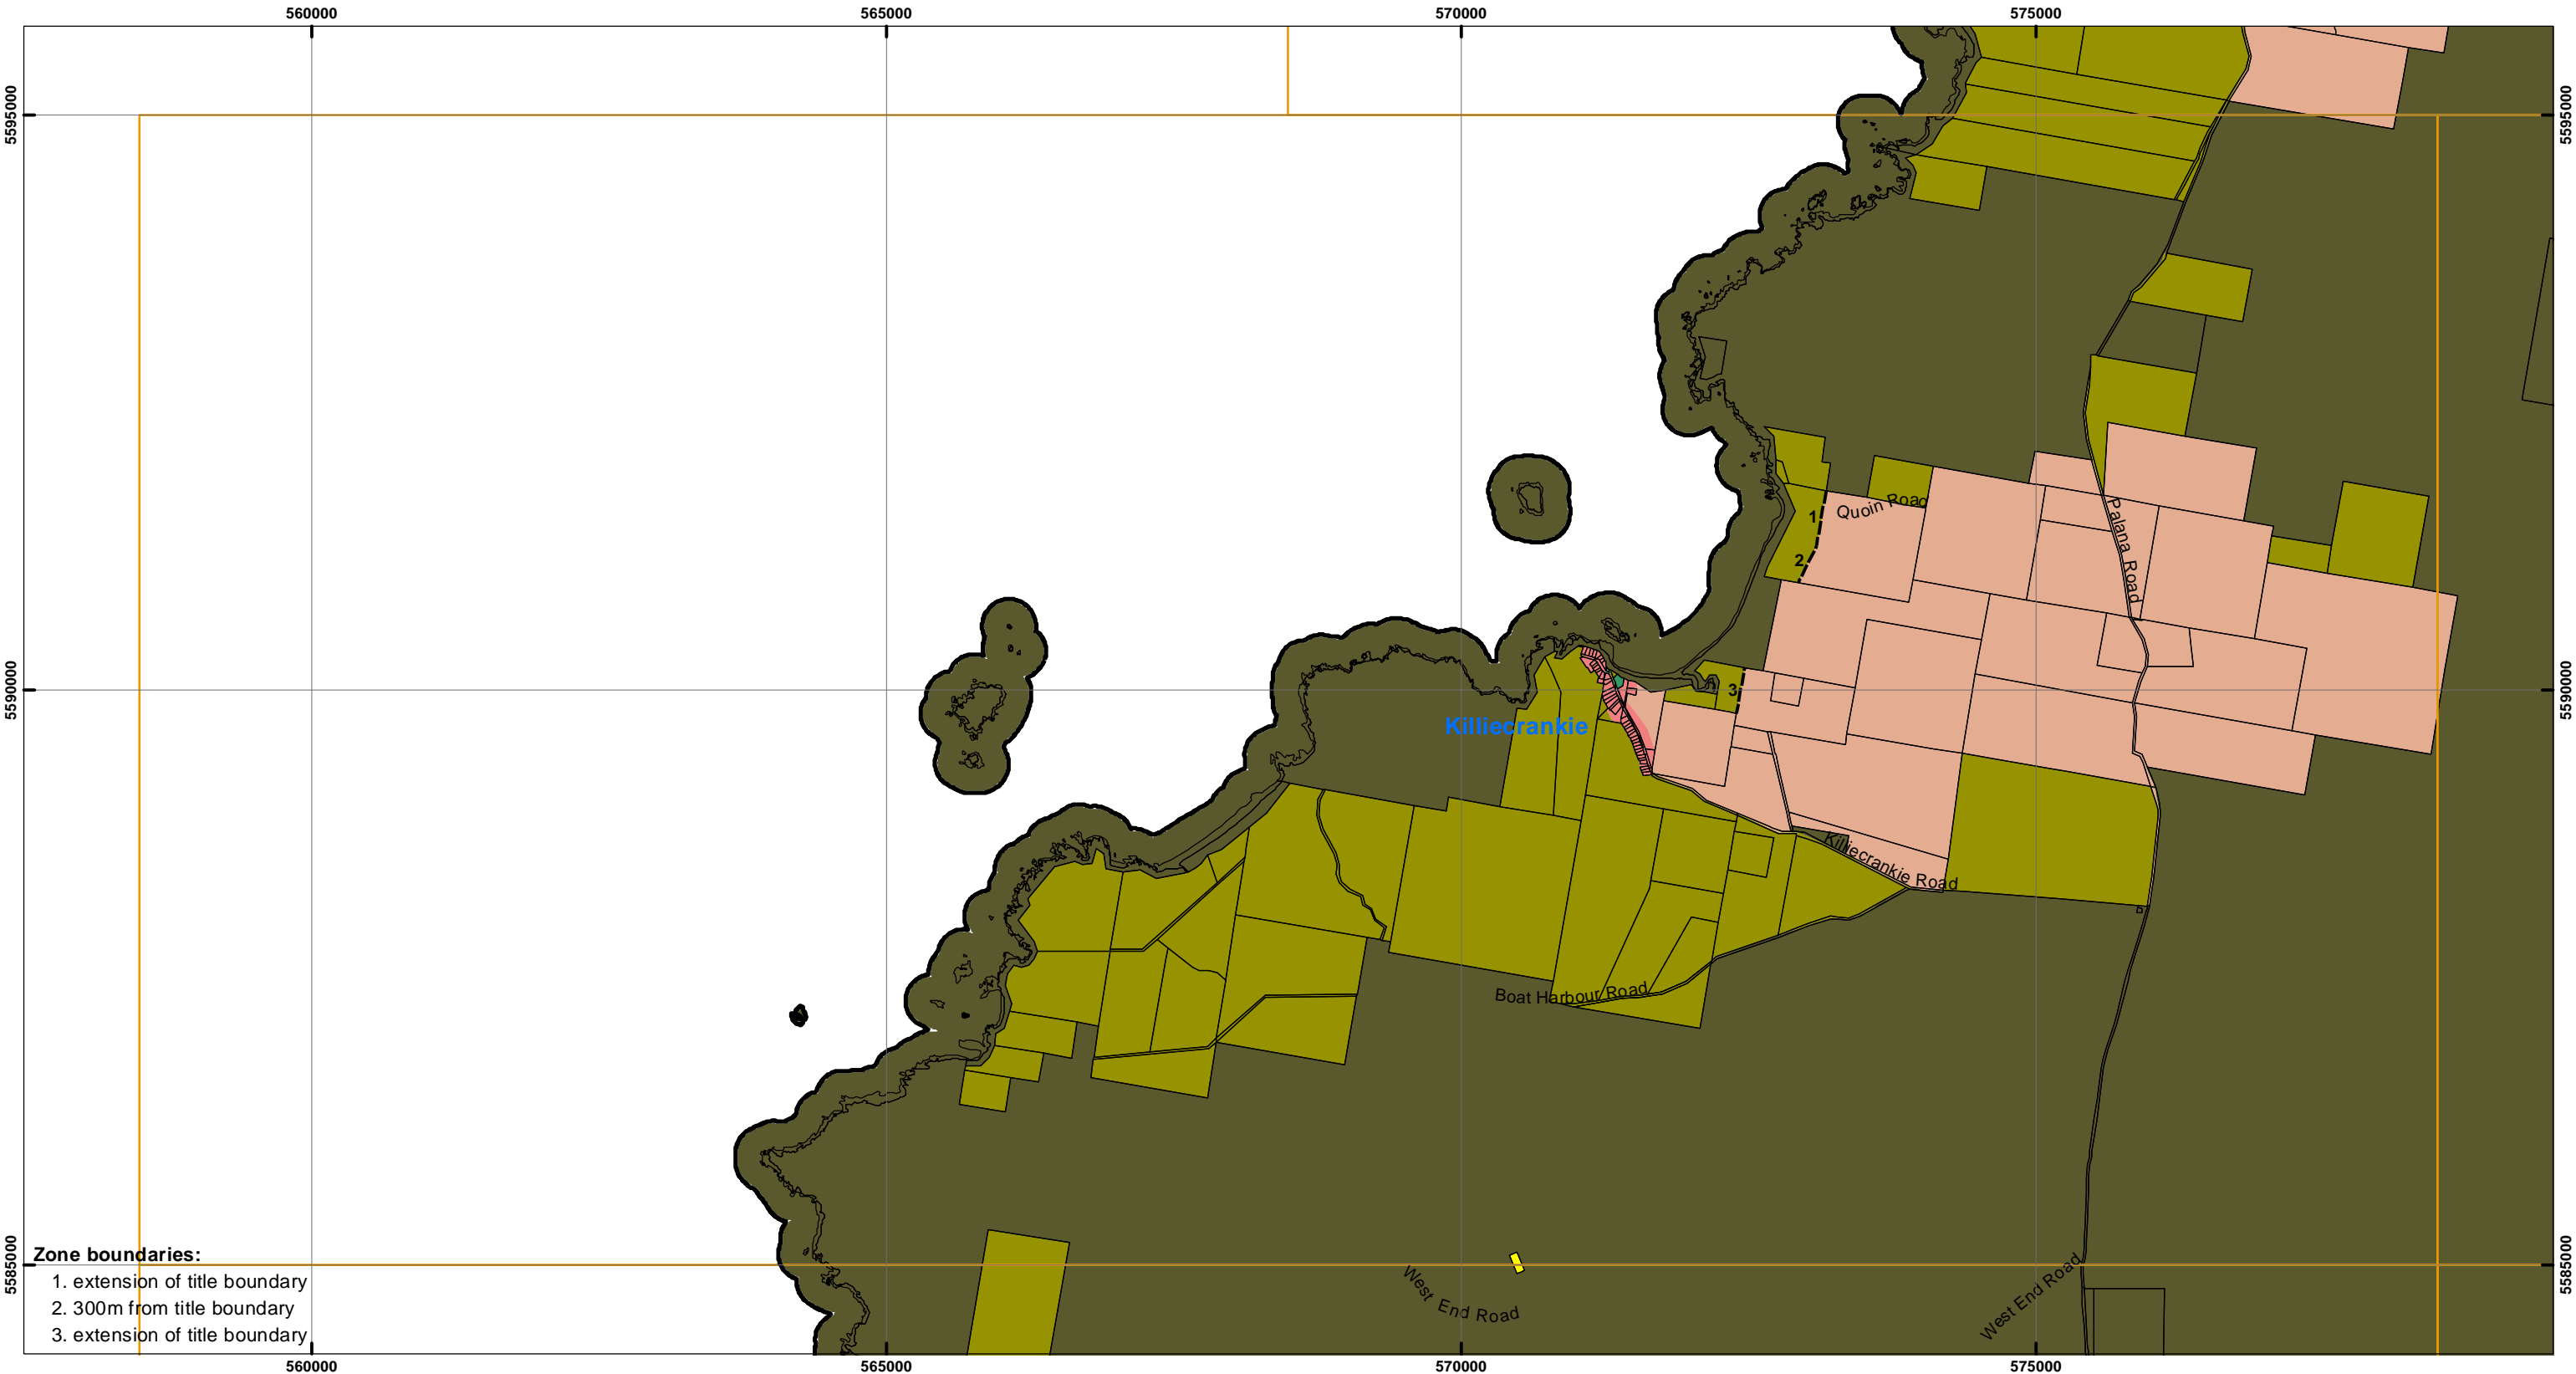 560000
565000
570000
575000
5595000
5595000
Quoin Road
1
Palana Road
2
5590000
3
5590000
Killiecrankie
Killiecrankie Road
Boat Harbour Road
5585000
Zone boundaries:
1. extension of title boundary
2. 300m from title boundary
3. extension of title boundary
West End Road
West End Road
5585000
560000
565000
570000
575000